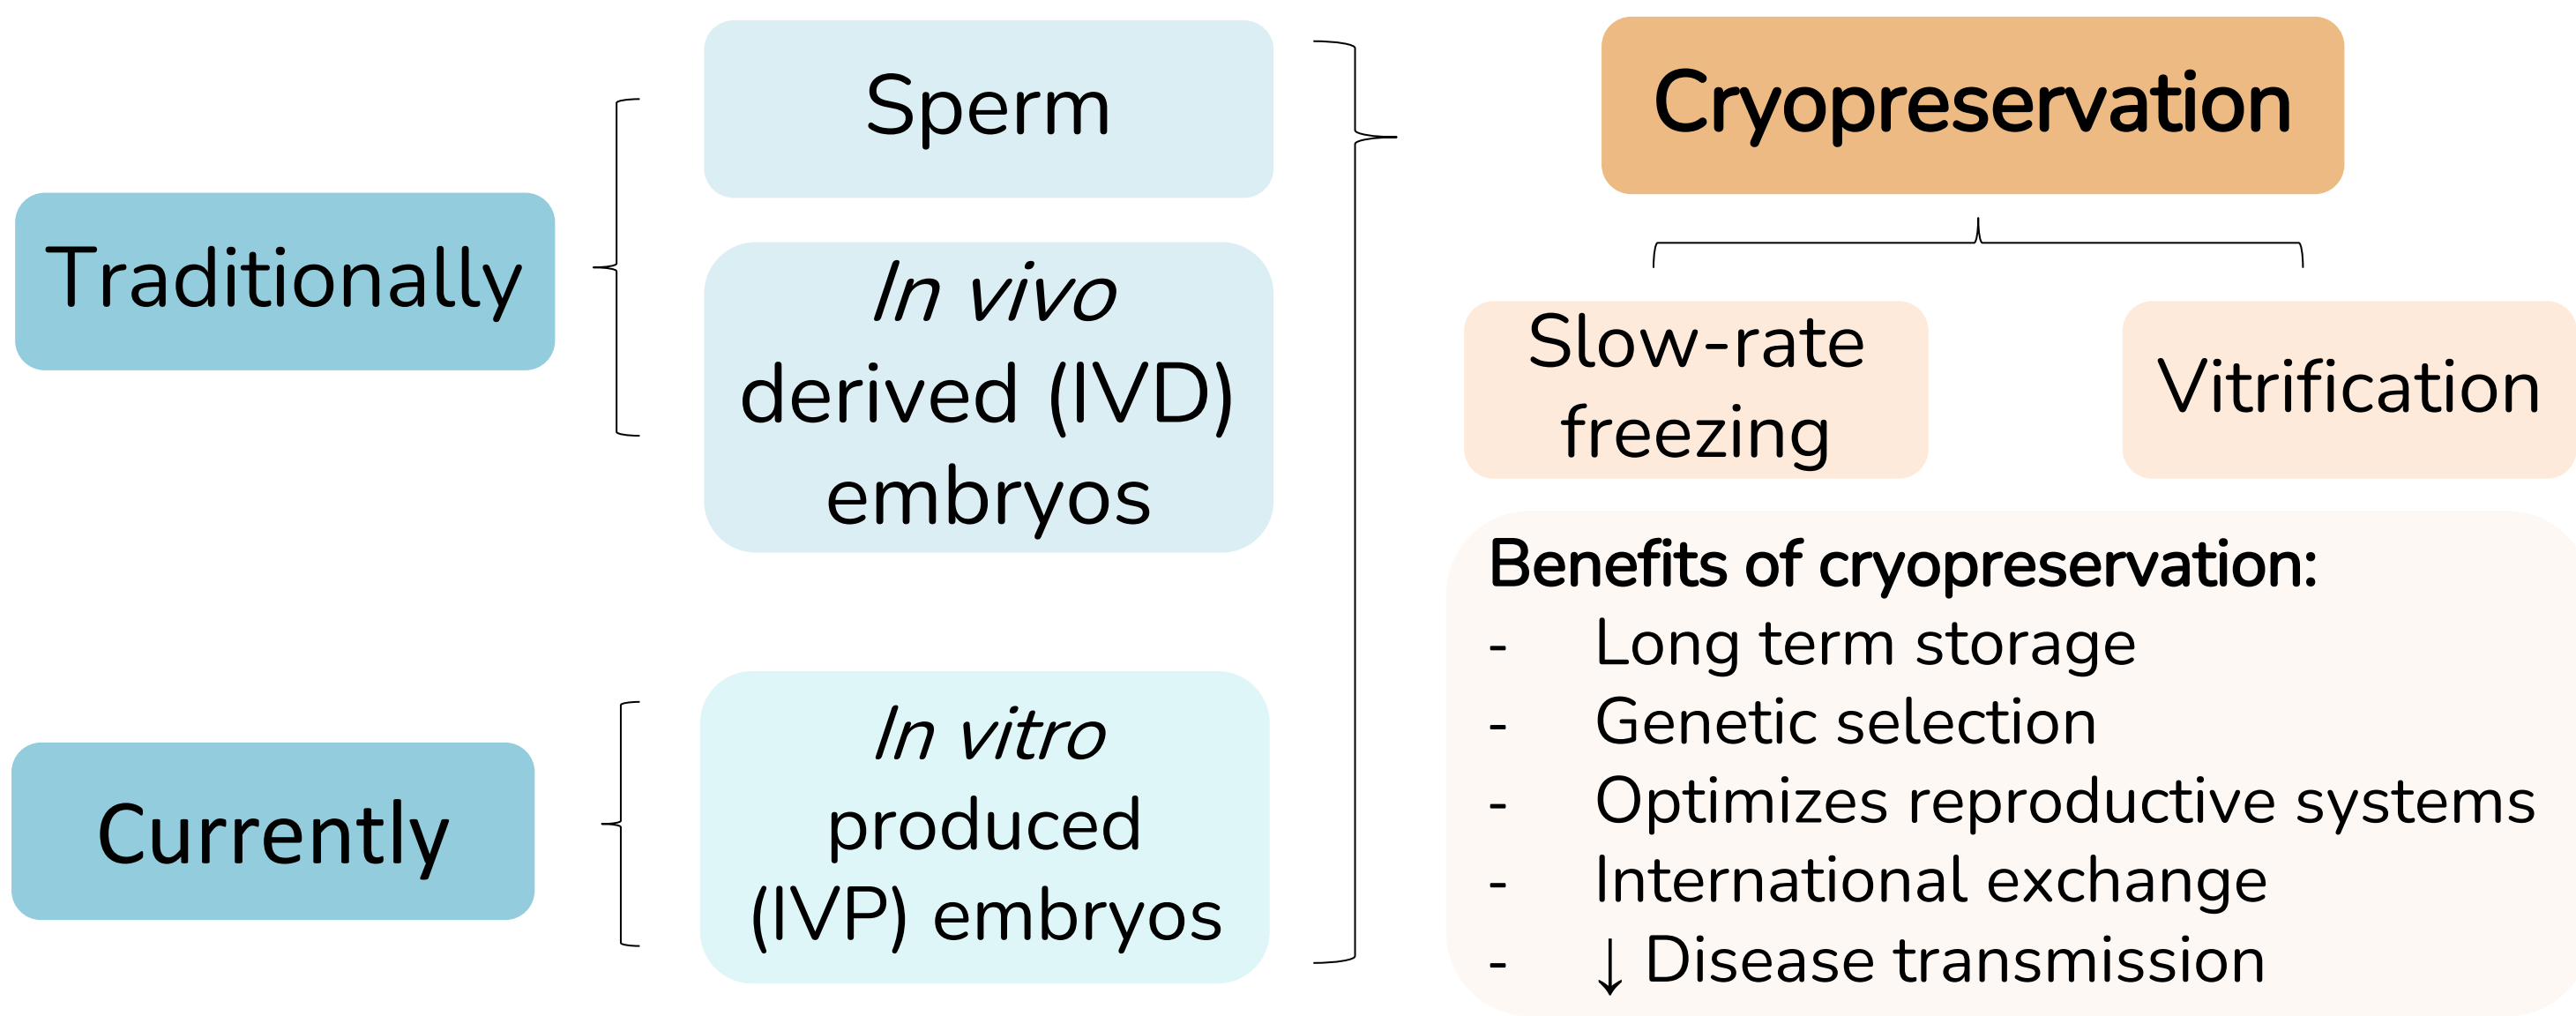 Traditionally
Sperm
In vivo
derived (IVD)
embryos
Currently
In vitro
produced
(IVP) embryos
Cryopreservation
Slow-rate
freezing
Vitrification
Benefits of cryopreservation:
- Long term storage
- Genetic selection
- Optimizes reproductive systems
- International exchange
- ↓ Disease transmission